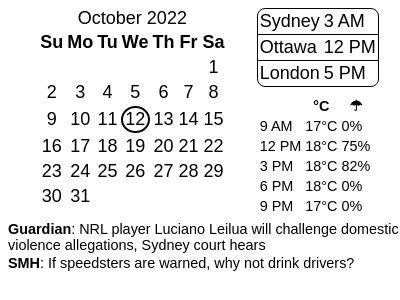 October 2022
Su Mo Tu We Th Fr Sa
1
2 3 4 5 6 7 8
9 10 11 12 13 14 15
16 17 18 19 20 21 22
23 24 25 26 27 28 29
30 31
Sydney 3 AM
Ottawa 12 PM
London 5 PM
°C ☂
9 AM 17°C 0%
12 PM 18°C 75%
3 PM 18°C 82%
6 PM 18°C 0%
9 PM 17°C 0%
Guardian: NRL player Luciano Leilua will challenge domestic
violence allegations, Sydney court hears
SMH: If speedsters are warned, why not drink drivers?